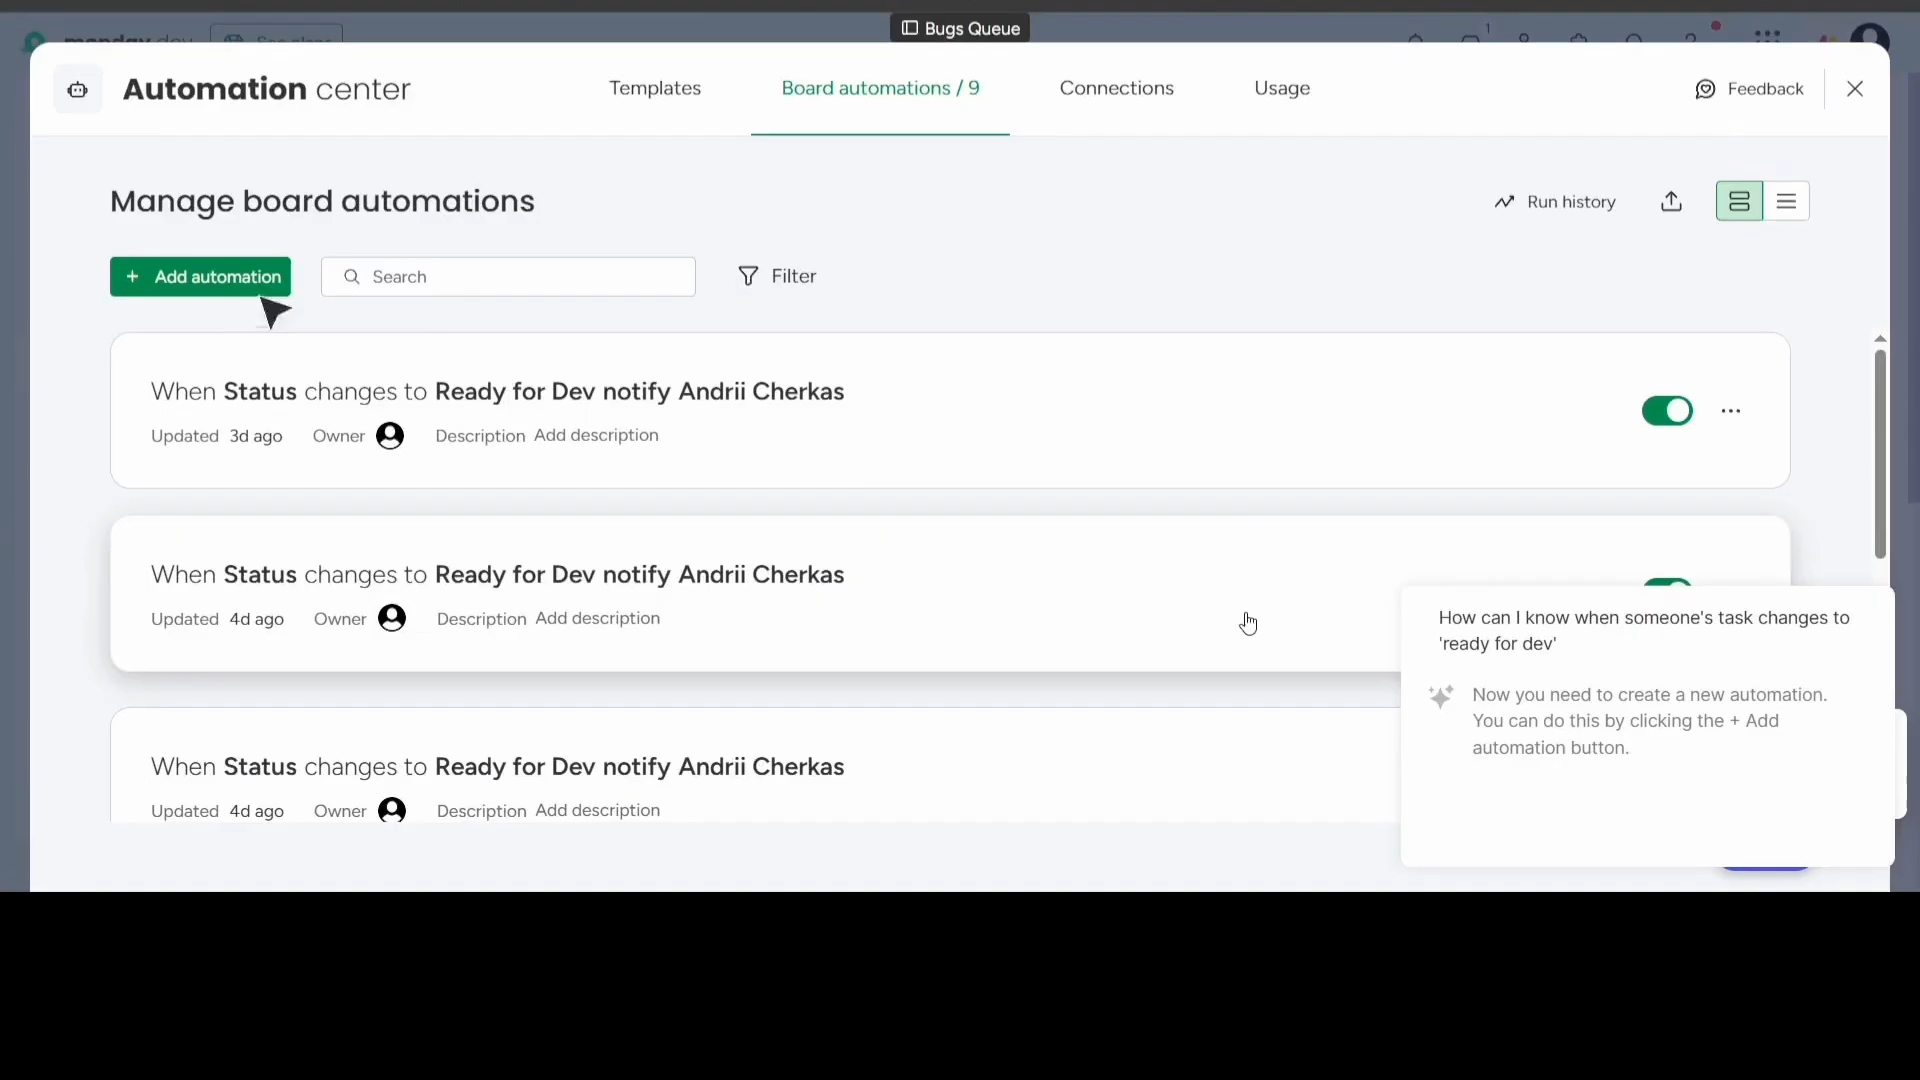 Bugs Queue
monday dev
See plans
1
Automation center
Templates
Board automations / 9
Connections
Usage
Feedback
Manage board automations
Run history
+ Add automation
Search
Filter
When Status changes to Ready for Dev notify Andrii Cherkas
Updated 3d ago Owner Description Add description
When Status changes to Ready for Dev notify Andrii Cherkas
Updated 4d ago Owner Description Add description
How can I know when someone's task changes to
'ready for dev'
Now you need to create a new automation.
You can do this by clicking the + Add
automation button.
When Status changes to Ready for Dev notify Andrii Cherkas
Updated 4d ago Owner Description Add description